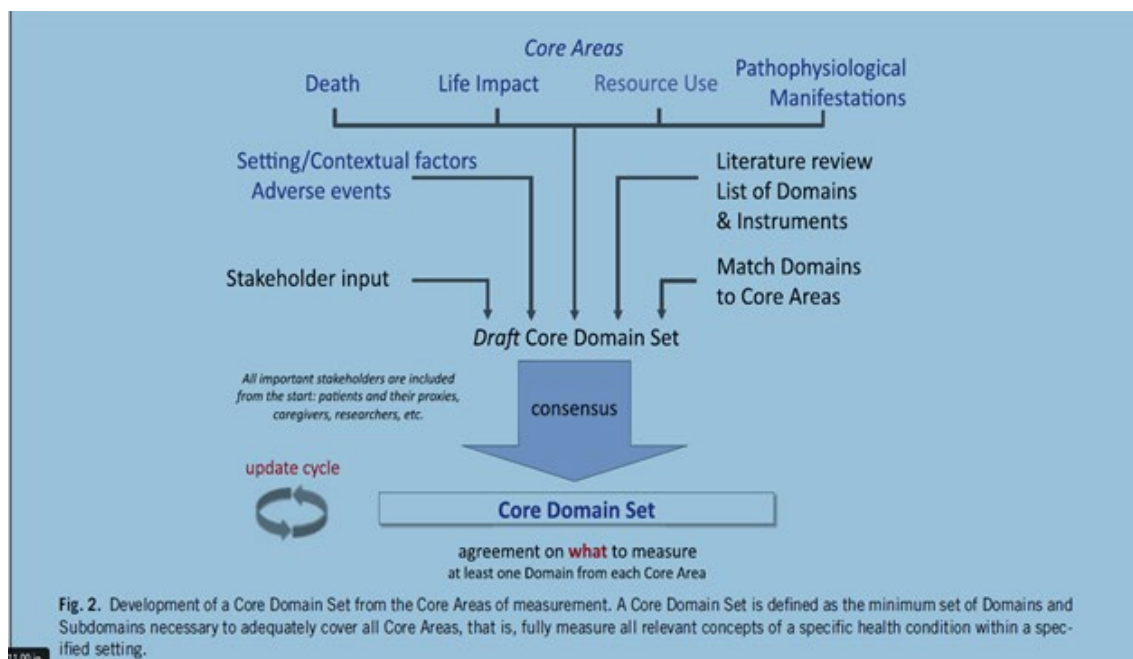 Core Areas
Death
Life Impact
Resource Use
Pathophysiological
Manifestations
Setting/Contextual factors
Adverse events
Literature review
List of Domains
& Instruments
Stakeholder input
Match Domains
to Core Areas
Draft Core Domain Set
All important stakeholders are included
from the start: patients and their proxies,
caregivers, researchers, etc.
consensus
update cycle
Core Domain Set
agreement on what to measure
at least one Domain from each Core Area
Fig. 2. Development of a Core Domain Set from the Core Areas of measurement. A Core Domain Set is defined as the minimum set of Domains and
Subdomains necessary to adequately cover all Core Areas, that is, fully measure all relevant concepts of a specific health condition within a spec-
ified setting.
11.00 in